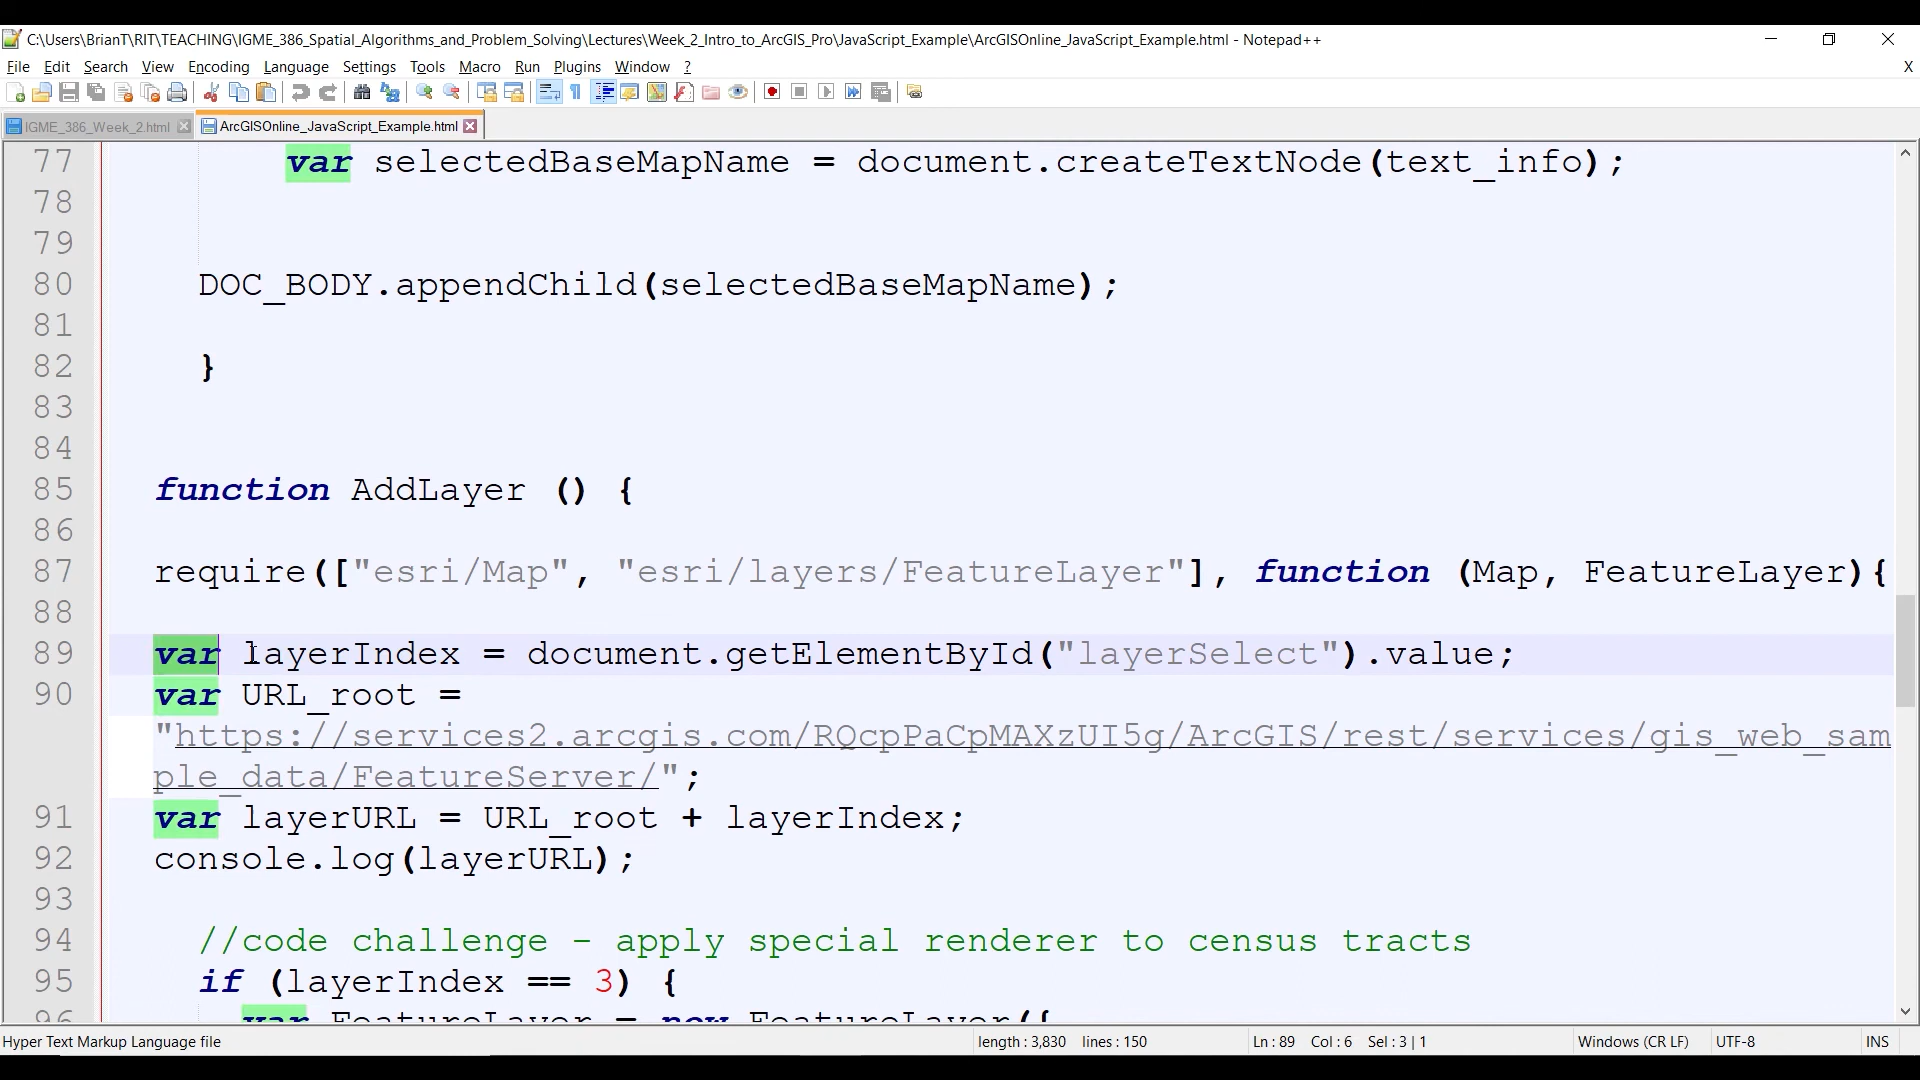 C:\Users\BrianT\RIT\TEACHING\IGME_386_Spatial_Algorithms_and_Problem_Solving\Lectures\Week_2_Intro_to_ArcGIS_Pro\JavaScript_Example\ArcGISOnline_JavaScript_Example.html - Notepad++
File Edit Search View Encoding Language Settings Tools Macro Run Plugins Window ? X
IGME_386_Week_2.html ArcGISOnline_JavaScript_Example.html
77 var selectedBaseMapName = document.createTextNode(text_info);
78
79
80 DOC_BODY.appendChild(selectedBaseMapName);
81
82 }
83
84
85 function AddLayer () {
86
87 require(["esri/Map", "esri/layers/FeatureLayer"], function (Map, FeatureLayer){
88
89 var layerIndex = document.getElementById("layerSelect").value;
90 var URL_root =
"https://services2.arcgis.com/RQcpPaCpMAXzUI5g/ArcGIS/rest/services/gis_web_sam
ple_data/FeatureServer/";
91 var layerURL = URL_root + layerIndex;
92 console.log(layerURL);
93
94 //code challenge - apply special renderer to census tracts
95 if (layerIndex == 3) {
96 var FeatureLayer = new FeatureLayer({
Hyper Text Markup Language file length : 3,830 lines : 150 Ln : 89 Col : 6 Sel : 3 | 1 Windows (CR LF) UTF-8 INS